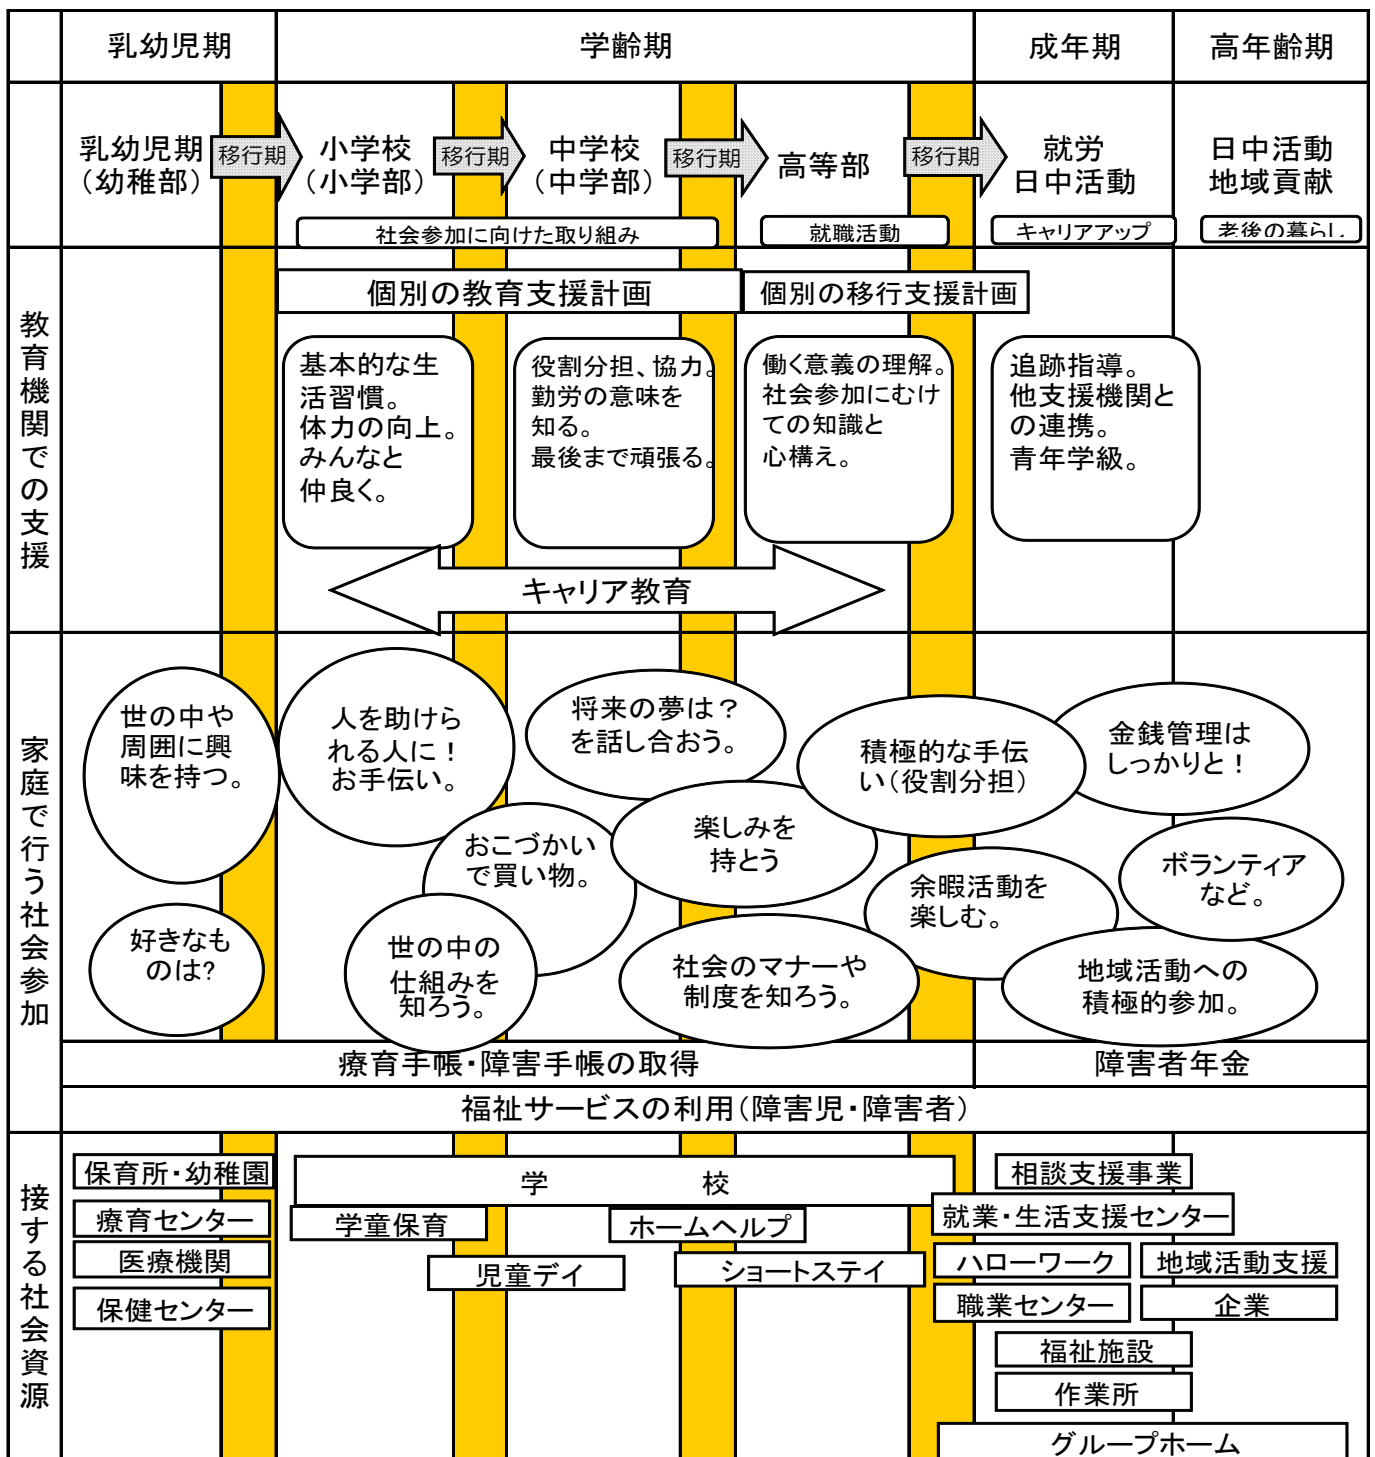 乳幼児期
学齢期
成年期
高年齢期
乳幼児期
（幼稚部）
移行期
小学校
（小学部）
移行期
中学校
（中学部）
移行期
高等部
移行期
就労
日中活動
日中活動
地域貢献
社会参加に向けた取り組み
就職活動
キャリアアップ
老後の暮らし
教育機関での支援
個別の教育支援計画
個別の移行支援計画
基本的な生
活習慣。
体力の向上。
みんなと
仲良く。
役割分担、協力。
勤労の意味を
知る。
最後まで頑張る。
働く意義の理解。
社会参加にむけ
ての知識と
心構え。
追跡指導。
他支援機関と
の連携。
青年学級。
キャリア教育
家庭で行う社会参加
世の中や
周囲に興
味を持つ。
好きなも
のは?
人を助けら
れる人に！
お手伝い。
おこづかい
で買い物。
世の中の
仕組みを
知ろう。
将来の夢は？
を話し合おう。
楽しみを
持とう
社会のマナーや
制度を知ろう。
積極的な手伝
い（役割分担）
余暇活動を
楽しむ。
金銭管理は
しっかりと！
ボランティア
など。
地域活動への
積極的参加。
療育手帳・障害手帳の取得
障害者年金
福祉サービスの利用（障害児・障害者）
接する社会資源
保育所・幼稚園
療育センター
医療機関
保健センター
学　校
学童保育
ホームヘルプ
児童デイ
ショートステイ
相談支援事業
就業・生活支援センター
ハローワーク
地域活動支援
職業センター
企業
福祉施設
作業所
グループホーム